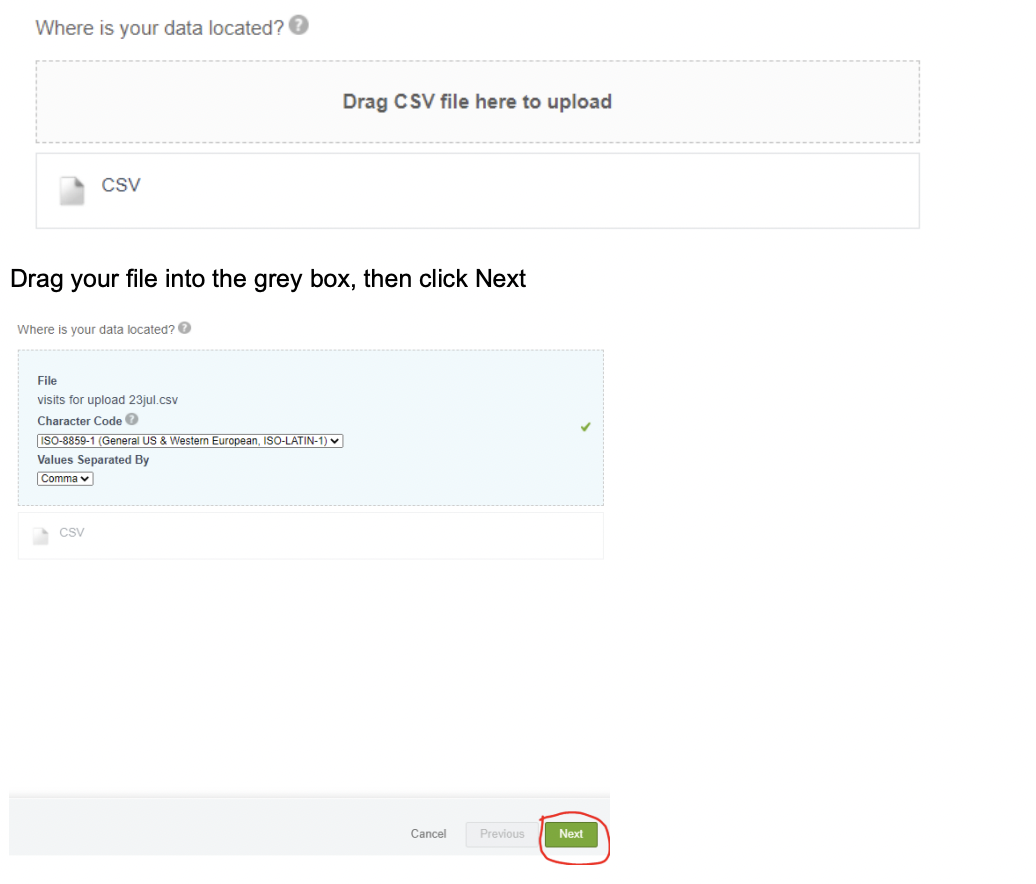 Where is your data located? ?
Drag CSV file here to upload
CSV
Drag your file into the grey box, then click Next
Where is your data located? ?
File
visits for upload 23jul.csv
Character Code ?
ISO-8859-1 (General US & Western European, ISO-LATIN-1)
Values Separated By
Comma
CSV
Cancel Previous Next